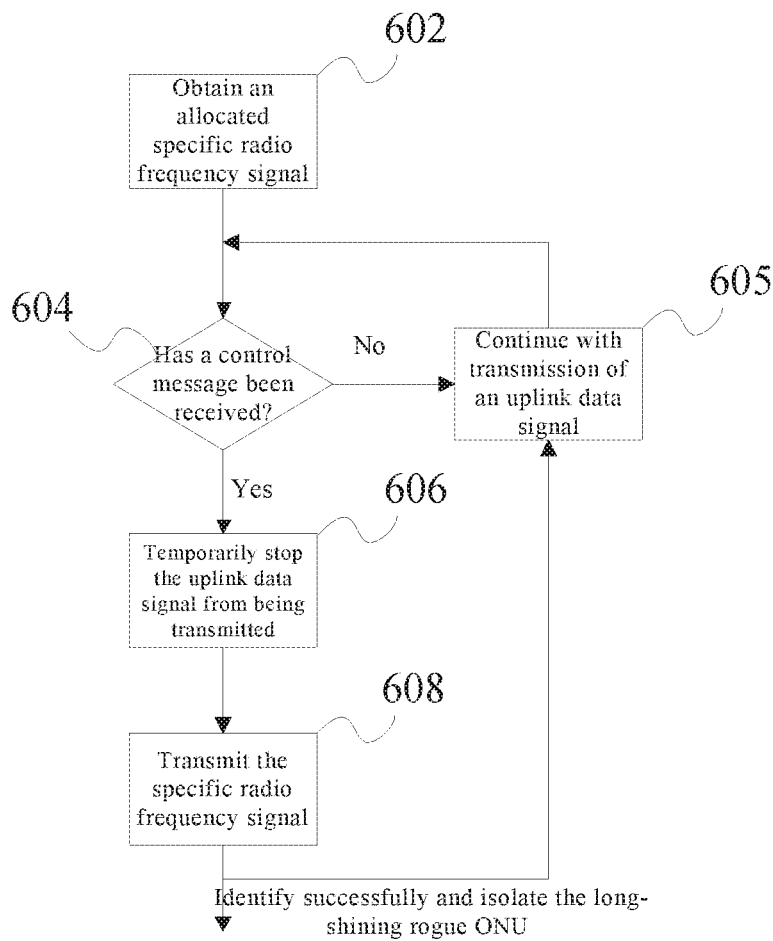 602
Obtain an
allocated
specific radio
frequency signal
604
Has a control
message been
received?
No
605
Continue with
transmission of
an uplink data
signal
Yes
606
Temporarily stop
the uplink data
signal from being
transmitted
608
Transmit the
specific radio
frequency signal
Identify successfully and isolate the long-
shining rogue ONU